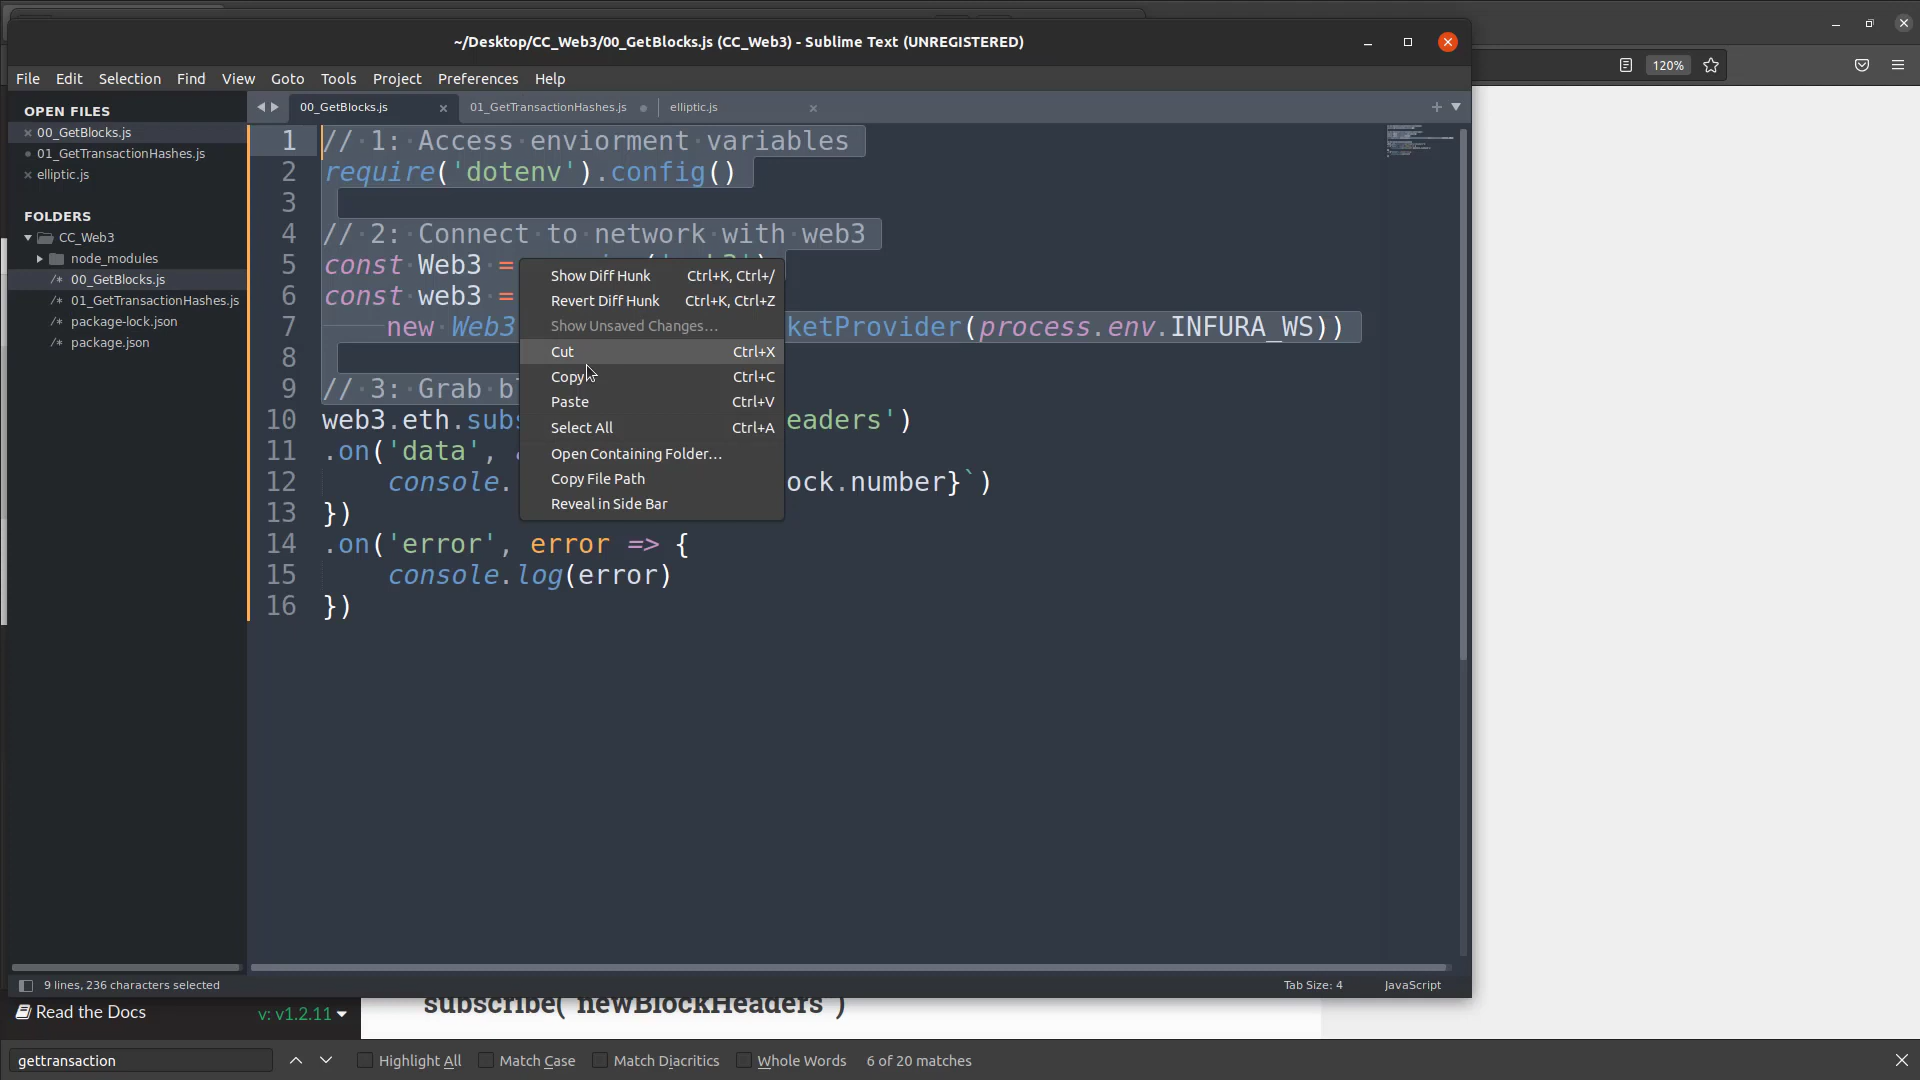 ~/Desktop/CC_Web3/00_GetBlocks.js (CC_Web3) - Sublime Text (UNREGISTERED)
120%
File Edit Selection Find View Goto Tools Project Preferences Help
OPEN FILES
00_GetBlocks.js
01_GetTransactionHashes.js
elliptic.js
FOLDERS
CC_Web3
node_modules
/* 00_GetBlocks.js
/* 01_GetTransactionHashes.js
/* package-lock.json
/* package.json
00_GetBlocks.js 01_GetTransactionHashes.js elliptic.js
1 // 1: Access enviorment variables
2 require('dotenv').config()
3
4 // 2: Connect to network with web3
5 const Web3 =
6 const web3 =
7 new Web3 ketProvider(process.env.INFURA_WS))
8
9 // 3: Grab b
10 web3.eth.subs eaders')
11 .on('data',
12 console. ock.number}`)
13 })
14 .on('error', error => {
15 console.log(error)
16 })
Show Diff Hunk Ctrl+K, Ctrl+/
Revert Diff Hunk Ctrl+K, Ctrl+Z
Show Unsaved Changes…
Cut Ctrl+X
Copy Ctrl+C
Paste Ctrl+V
Select All Ctrl+A
Open Containing Folder…
Copy File Path
Reveal in Side Bar
9 lines, 236 characters selected Tab Size: 4 JavaScript
Read the Docs v: v1.2.11
subscribe("newBlockHeaders")
gettransaction Highlight All Match Case Match Diacritics Whole Words 6 of 20 matches